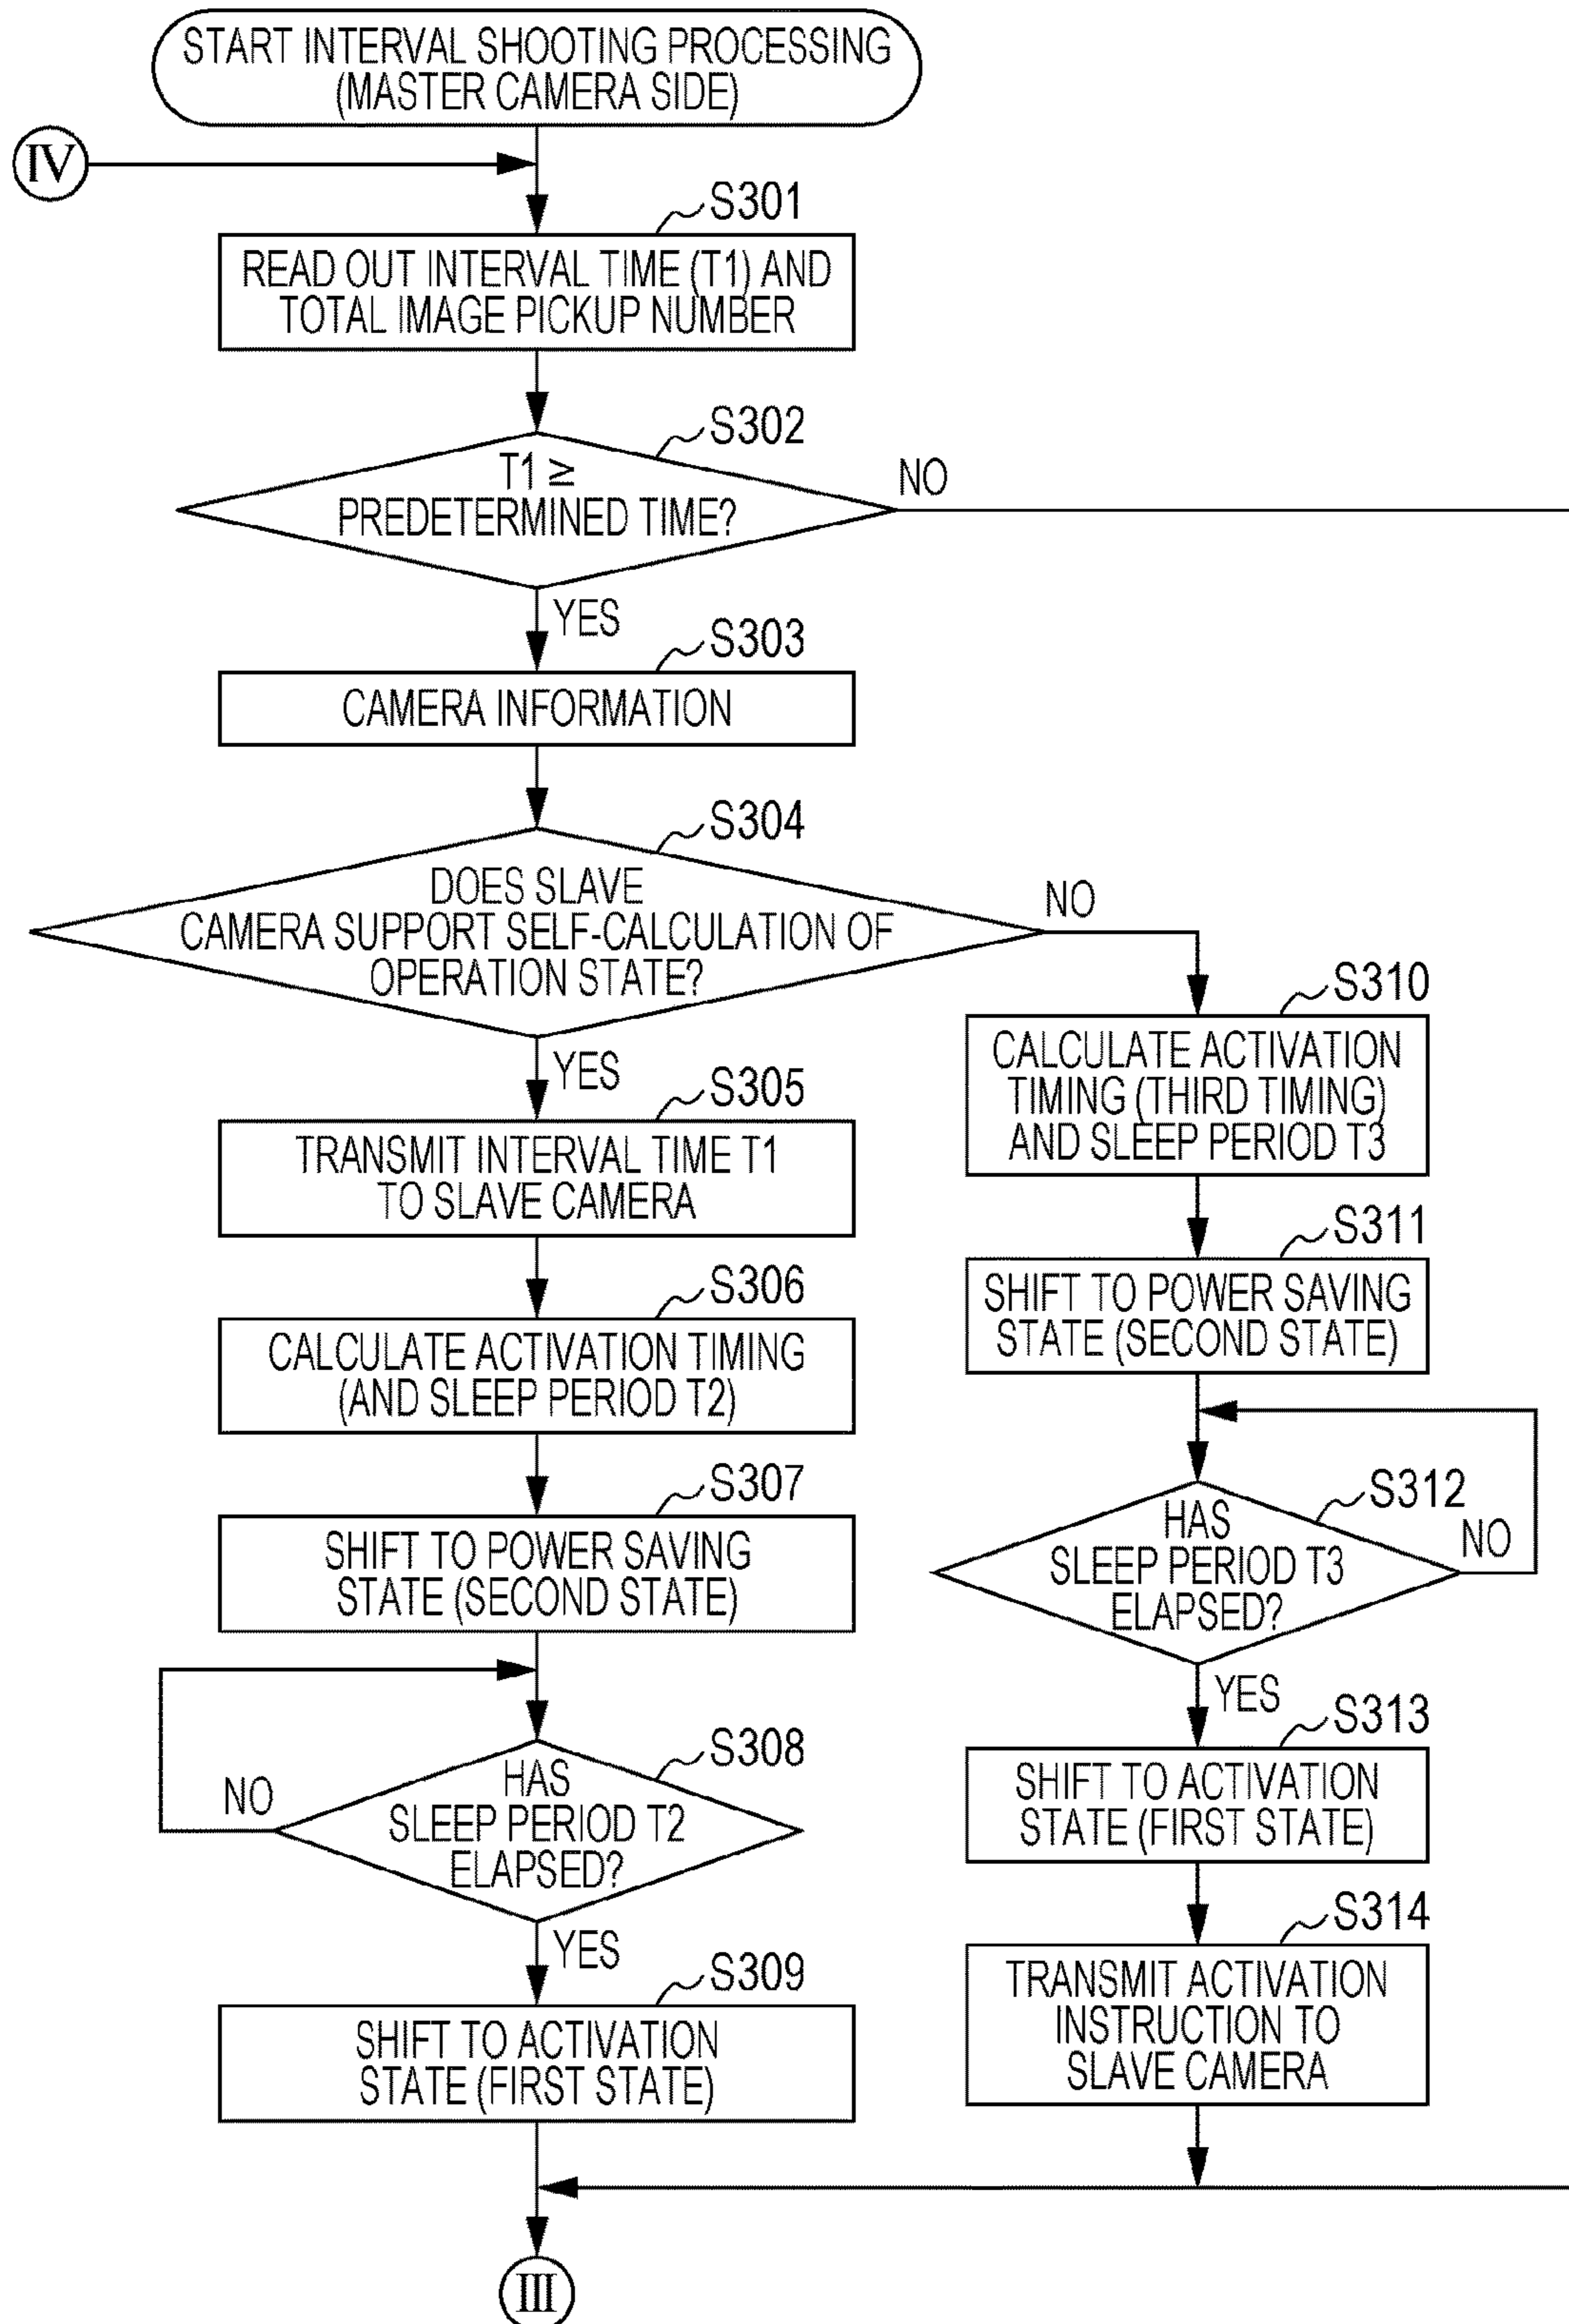 START INTERVAL SHOOTING PROCESSING
(MASTER CAMERA SIDE)
IV
S301
READ OUT INTERVAL TIME (T1) AND
TOTAL IMAGE PICKUP NUMBER
S302
T1 ≥
PREDETERMINED TIME?
NO
YES
S303
CAMERA INFORMATION
S304
DOES SLAVE
CAMERA SUPPORT SELF-CALCULATION OF
OPERATION STATE?
NO
YES
S305
TRANSMIT INTERVAL TIME T1
TO SLAVE CAMERA
S306
CALCULATE ACTIVATION TIMING
(AND SLEEP PERIOD T2)
S307
SHIFT TO POWER SAVING
STATE (SECOND STATE)
S308
HAS
SLEEP PERIOD T2
ELAPSED?
NO
YES
S309
SHIFT TO ACTIVATION
STATE (FIRST STATE)
S310
CALCULATE ACTIVATION
TIMING (THIRD TIMING)
AND SLEEP PERIOD T3
S311
SHIFT TO POWER SAVING
STATE (SECOND STATE)
S312
HAS
SLEEP PERIOD T3
ELAPSED?
NO
YES
S313
SHIFT TO ACTIVATION
STATE (FIRST STATE)
S314
TRANSMIT ACTIVATION
INSTRUCTION TO
SLAVE CAMERA
III